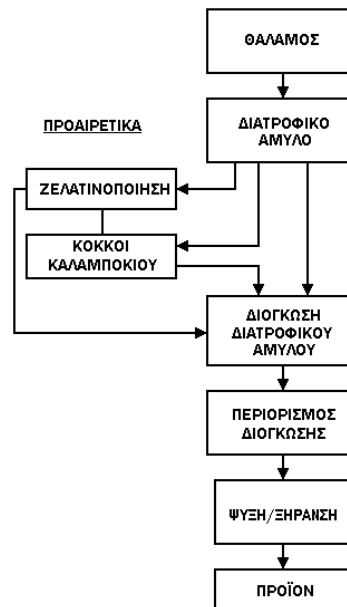 ΘΑΛΑΜΟΣ
ΠΡΟΑΙΡΕΤΙΚΑ
ΔΙΑΤΡΟΦΙΚΟ
ΑΜΥΛΟ
ΖΕΛΑΤΙΝΟΠΟΙΗΣΗ
ΚΟΚΚΟΙ
ΚΑΛΑΜΠΟΚΙΟΥ
ΔΙΟΓΚΩΣΗ
ΔΙΑΤΡΟΦΙΚΟΥ
ΑΜΥΛΟΥ
ΠΕΡΙΟΡΙΣΜΟΣ
ΔΙΟΓΚΩΣΗΣ
ΨΥΞΗ/ΞΗΡΑΝΣΗ
ΠΡΟΪΟΝ